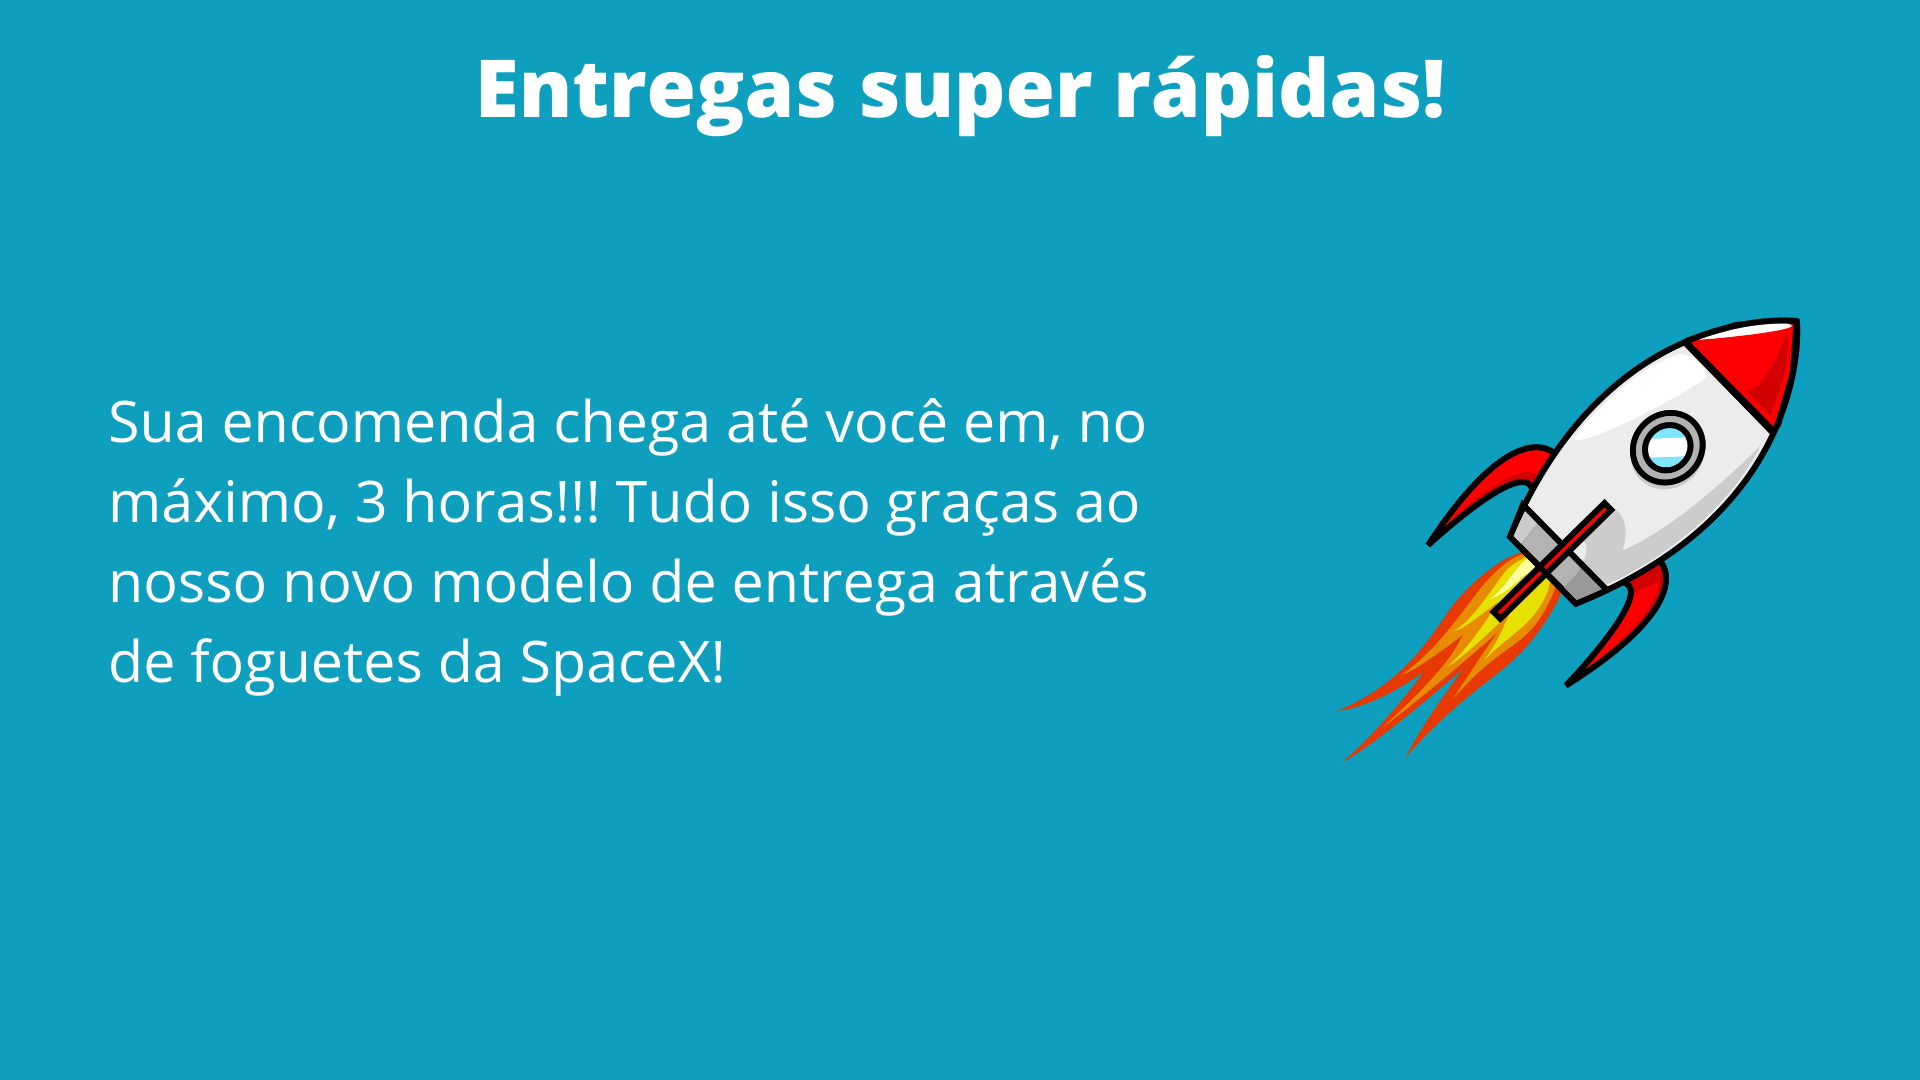 Entregas super rápidas!
Sua encomenda chega até você em, no
máximo, 3 horas!!! Tudo isso graças ao
nosso novo modelo de entrega através
de foguetes da SpaceX!